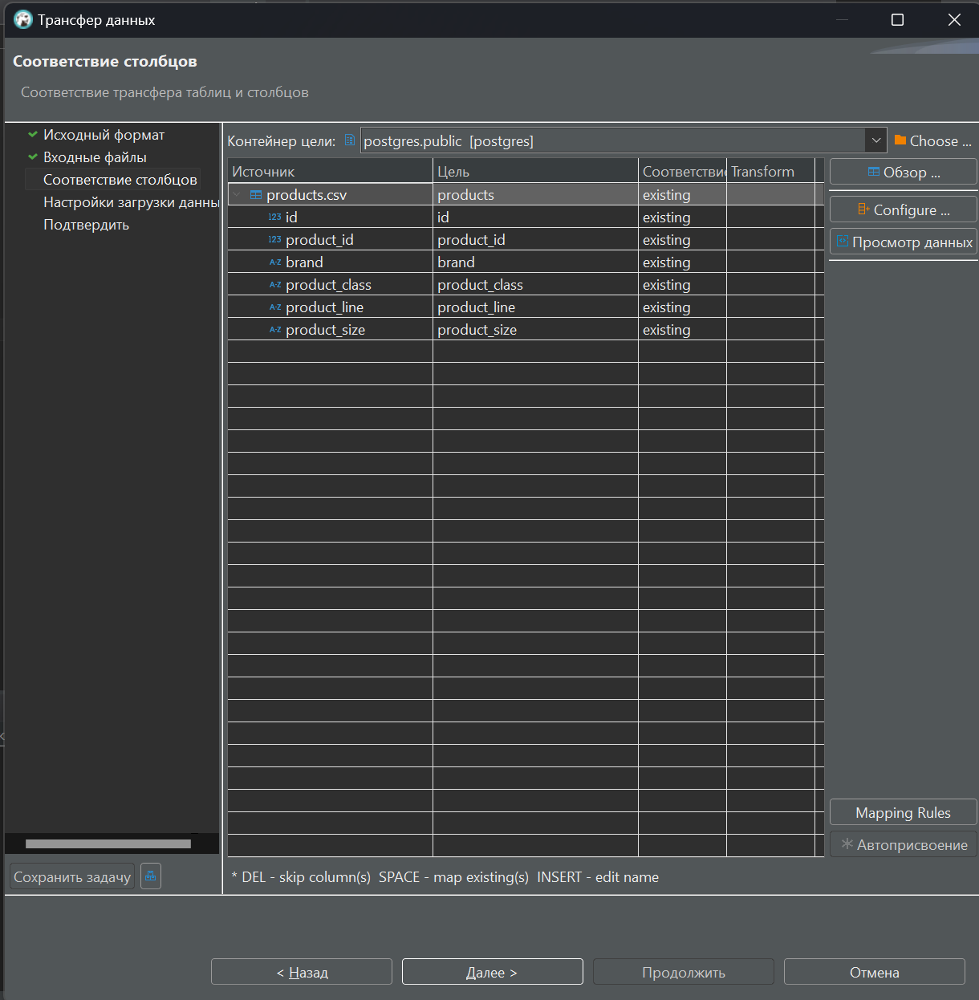 Трансфер данных
Соответствие столбцов
Соответствие трансфера таблиц и столбцов
Исходный формат
Входные файлы
Соответствие столбцов
Настройки загрузки данны
Подтвердить
Контейнер цели: postgres.public [postgres] Choose ...
Источник Цель Соответствие Transform
products.csv products existing
123 id id existing
123 product_id product_id existing
A-Z brand brand existing
A-Z product_class product_class existing
A-Z product_line product_line existing
A-Z product_size product_size existing
Обзор ...
Configure ...
Просмотр данных
Mapping Rules
Автоприсвоение
Сохранить задачу
* DEL - skip column(s) SPACE - map existing(s) INSERT - edit name
< Назад Далее > Продолжить Отмена